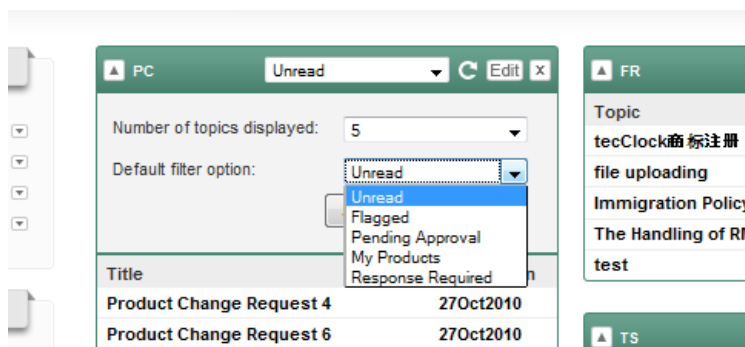 PC Unread Edit x
Number of topics displayed: 5
Default filter option: Unread
Unread
Flagged
Pending Approval
My Products
Response Required
Title
Product Change Request 4 27Oct2010
Product Change Request 6 27Oct2010
FR
Topic
tecClock商标注册
file uploading
Immigration Policy
The Handling of
test
TS